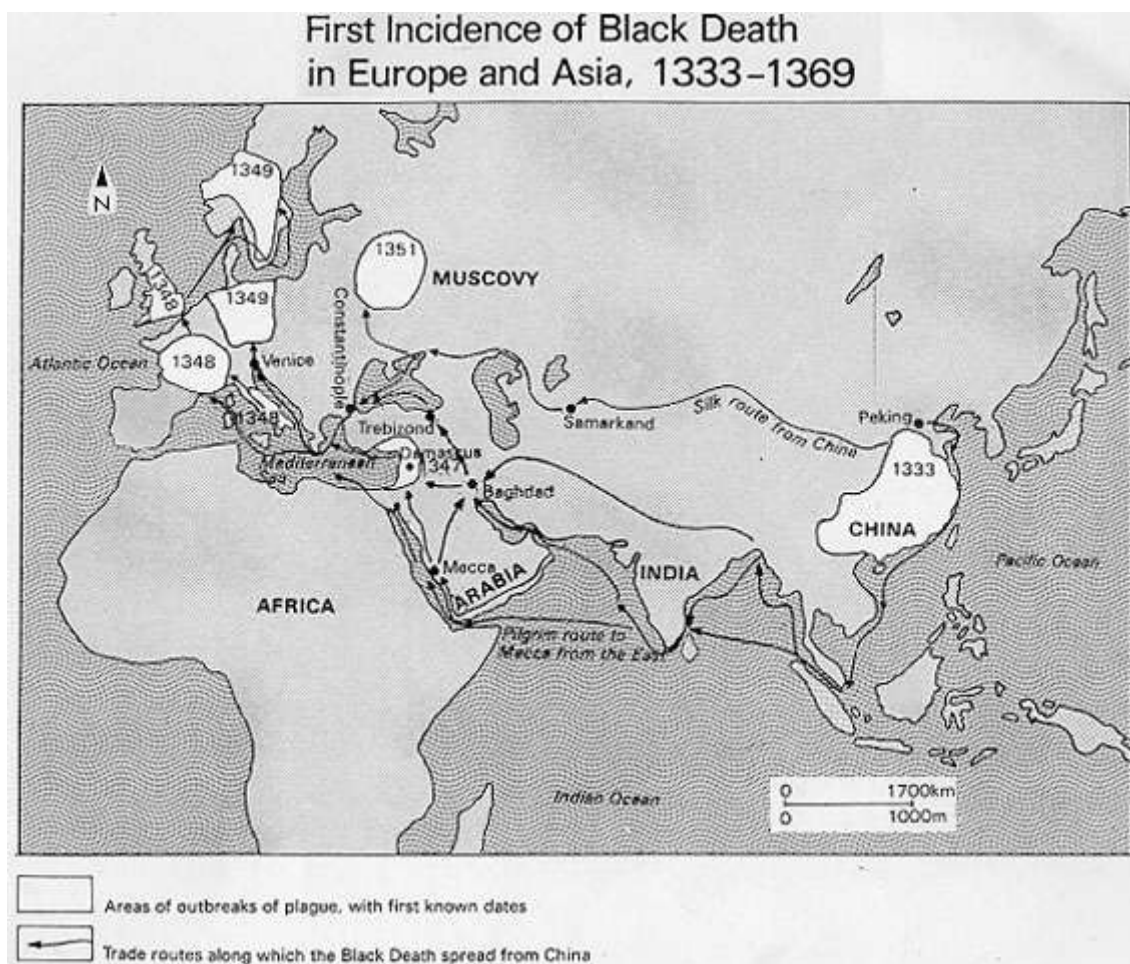 First Incidence of Black Death
in Europe and Asia, 1333-1369
N
1349
1348
1349
1351
MUSCOVY
Constantinople
Atlantic Ocean
1348
Venice
1348
Trebizond
Samarkand
Silk route from China
Peking
1333
CHINA
Damascus
1347
Mediterranean
Sea
Baghdad
Mecca
ARABIA
INDIA
AFRICA
Pacific Ocean
Pilgrim route to
Mecca from the East
Indian Ocean
0 1700km
0 1000m
Areas of outbreaks of plague, with first known dates
Trade routes along which the Black Death spread from China